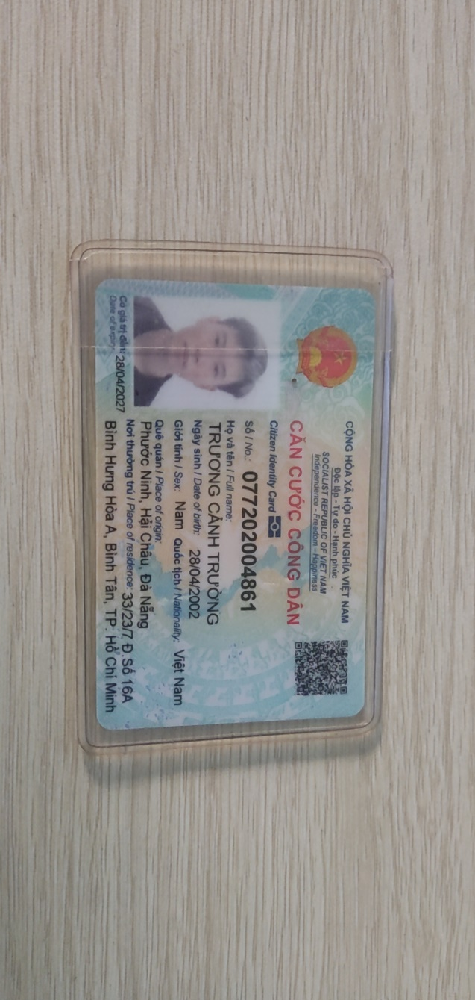 CỘNG HÒA XÃ HỘI CHỦ NGHĨA VIỆT NAM
Độc lập - Tự do - Hạnh phúc
SOCIALIST REPUBLIC OF VIET NAM
Independence - Freedom - Happiness
CĂN CƯỚC CÔNG DÂN
Citizen Identity Card
Số / No.: 077202004861
Họ và tên / Full name:
TRƯƠNG CẢNH TRƯỜNG
Ngày sinh / Date of birth: 28/04/2002
Giới tính / Sex: Nam Quốc tịch / Nationality: Việt Nam
Quê quán / Place of origin:
Phước Ninh, Hải Châu, Đà Nẵng
Nơi thường trú / Place of residence: 33/23/7, Đ.Số 16A
Bình Hưng Hòa A, Bình Tân, TP. Hồ Chí Minh
Có giá trị đến: 28/04/2027
Date of expiry